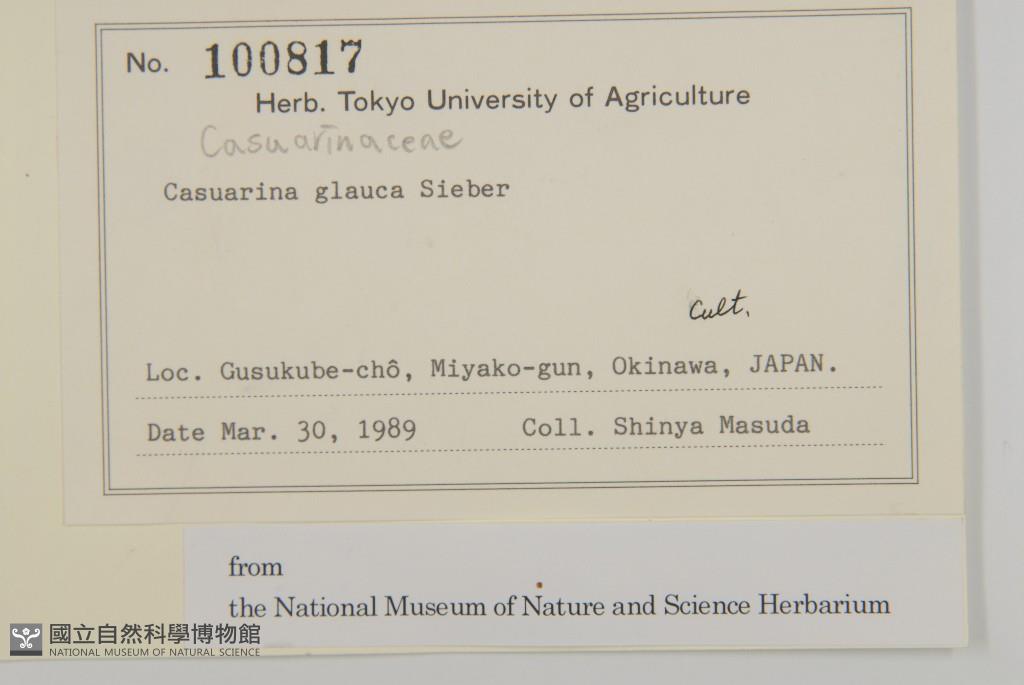 No. 100817
Herb. Tokyo University of Agriculture
Casuarinaceae
Casuarina glauca Sieber
Cult.
Loc. Gusukube-chô, Miyako-gun, Okinawa, JAPAN.
Date Mar. 30, 1989 Coll. Shinya Masuda
from
the National Museum of Nature and Science Herbarium
國立自然科學博物館
NATIONAL MUSEUM OF NATURAL SCIENCE